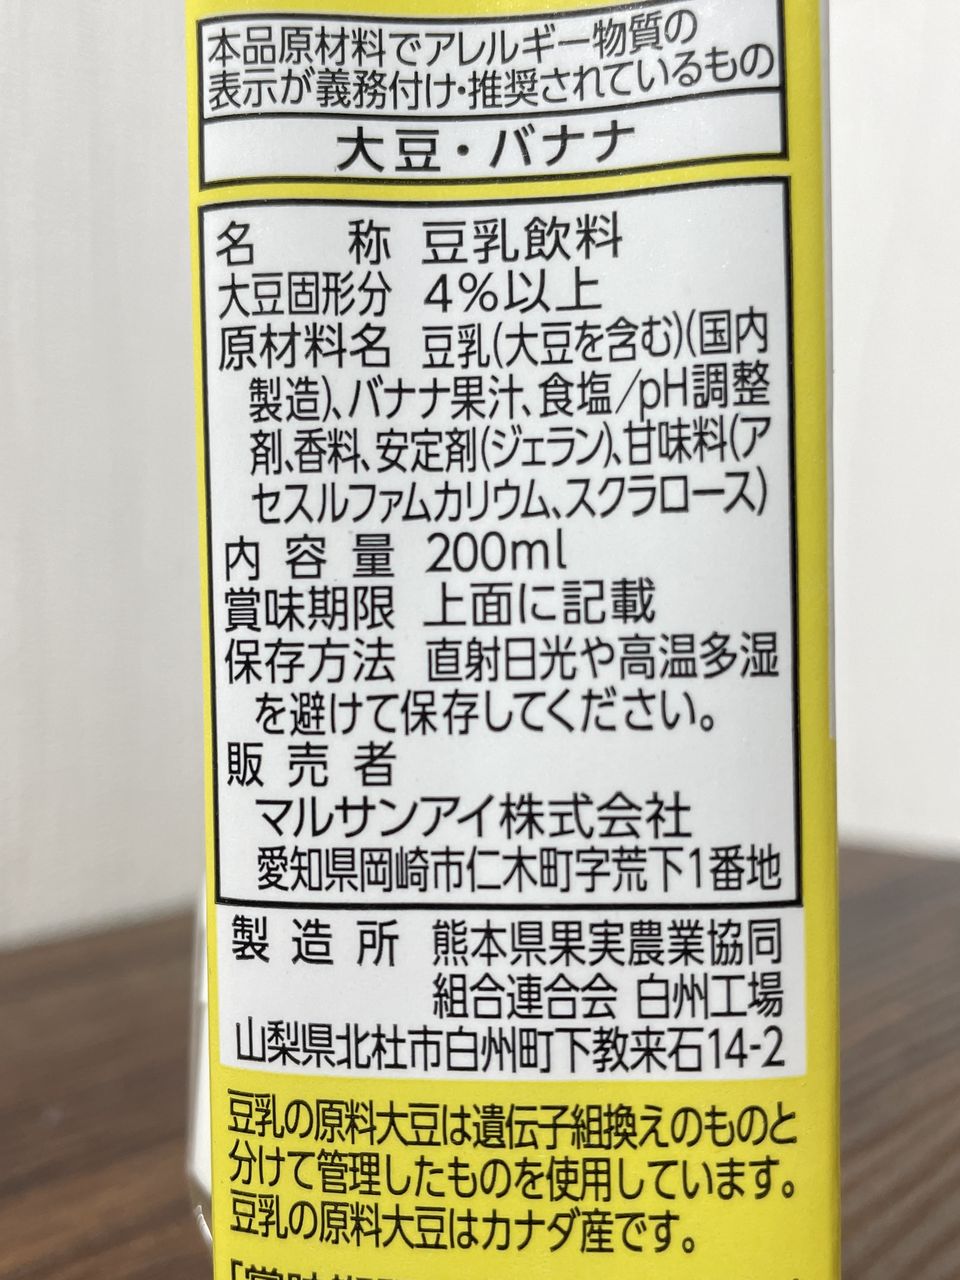 本品原材料でアレルギー物質の
表示が義務付け・推奨されているもの
大豆・バナナ
名 称 豆乳飲料
大豆固形分 4%以上
原材料名 豆乳(大豆を含む)(国内
製造)、バナナ果汁、食塩/pH調整
剤、香料、安定剤(ジェラン)、甘味料(ア
セスルファムカリウム、スクラロース)
内容量 200ml
賞味期限 上面に記載
保存方法 直射日光や高温多湿
を避けて保存してください。
販売者
マルサンアイ株式会社
愛知県岡崎市仁木町字荒下1番地
製造所 熊本県果実農業協同
組合連合会 白州工場
山梨県北杜市白州町下教来石14-2
豆乳の原料大豆は遺伝子組換えのものと
分けて管理したものを使用しています。
豆乳の原料大豆はカナダ産です。